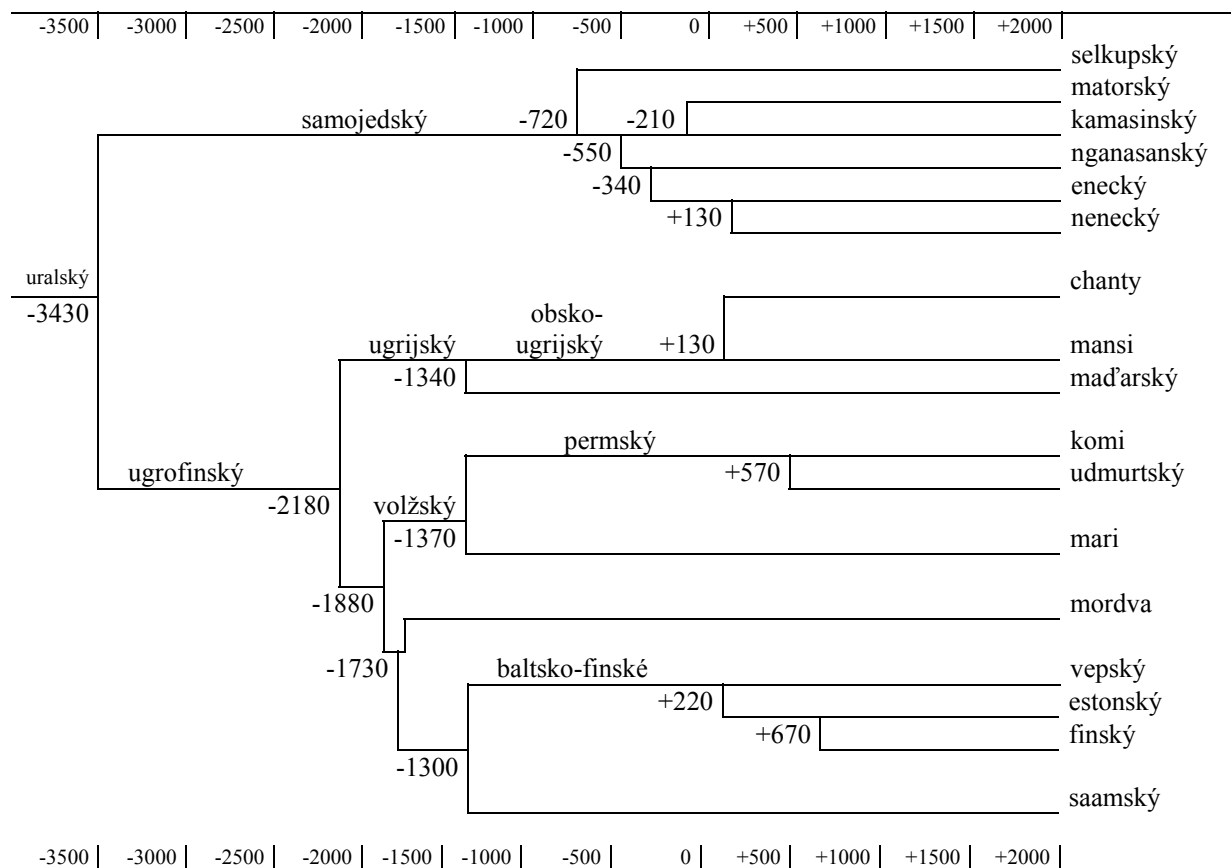 -3500 -3000 -2500 -2000 -1500 -1000 -500 0 +500 +1000 +1500 +2000
selkupský
matorský
samojedský -720 -210 kamasinský
-550 nganasanský
-340 enecký
+130 nenecký
uralský chanty
-3430
obsko-
ugrijský ugrijský +130 mansi
-1340 maďarský
permský komi
ugrofinský +570 udmurtský
-2180 volžský
-1370 mari
-1880 mordva
-1730 baltsko-finské vepský
+220 estonský
+670 finský
-1300
saamský
-3500 -3000 -2500 -2000 -1500 -1000 -500 0 +500 +1000 +1500 +2000